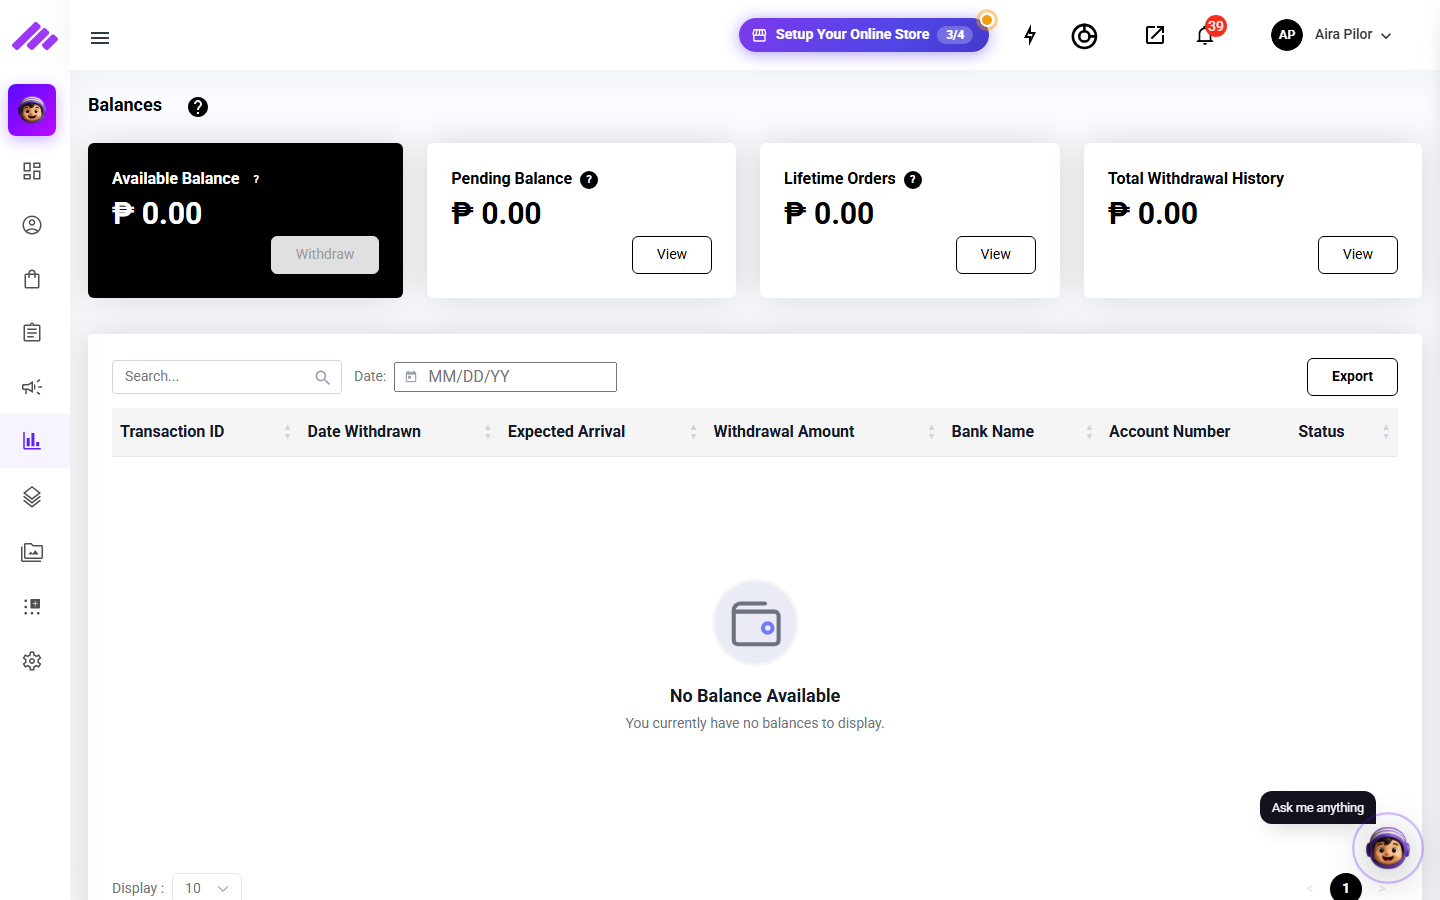 Setup Your Online Store 3/4
39
AP Aira Pilor
Balances ?
Available Balance ?
₱ 0.00
Withdraw
Pending Balance ?
₱ 0.00
View
Lifetime Orders ?
₱ 0.00
View
Total Withdrawal History
₱ 0.00
View
Search...
Date: MM/DD/YY
Export
Transaction ID Date Withdrawn Expected Arrival Withdrawal Amount Bank Name Account Number Status
No Balance Available
You currently have no balances to display.
Ask me anything
Display : 10
< 1 >